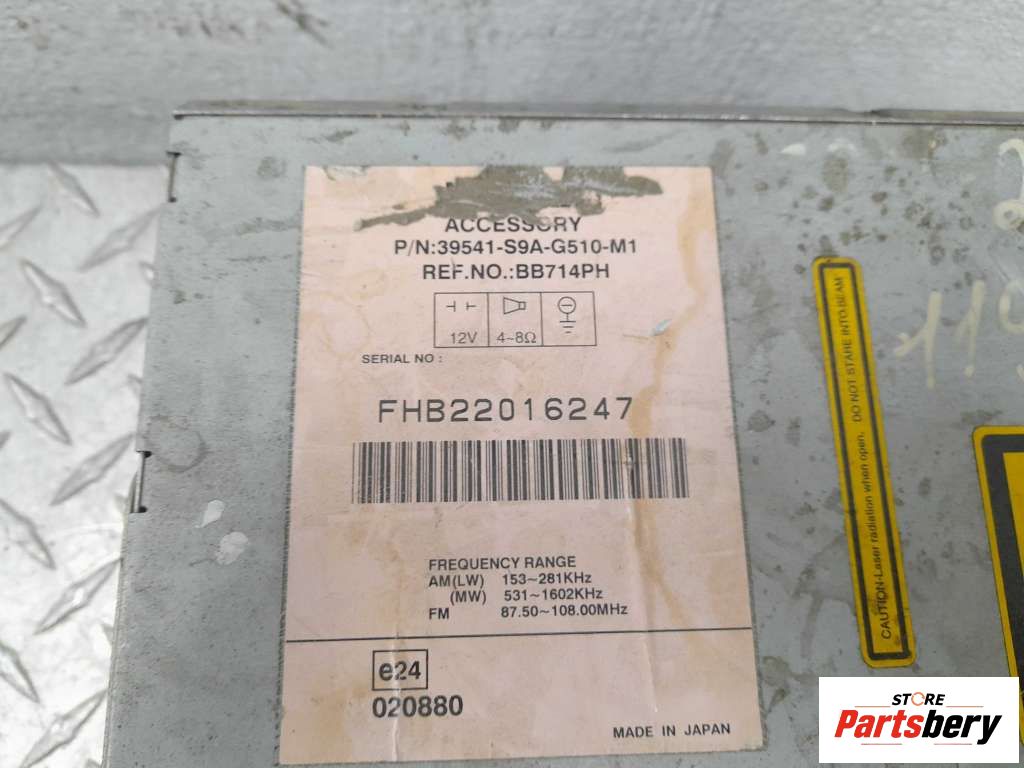 ACCESSORY
P/N:39541-S9A-G510-M1
REF.NO.:BB714PH
12V 4~8Ω
SERIAL NO :
FHB22016247
FREQUENCY RANGE
AM(LW) 153~281KHz
(MW) 531~1602KHz
FM 87.50~108.00MHz
e24
020880
MADE IN JAPAN
CAUTION-Laser radiation when open, DO NOT STARE INTO BEAM
STORE
Partsbery